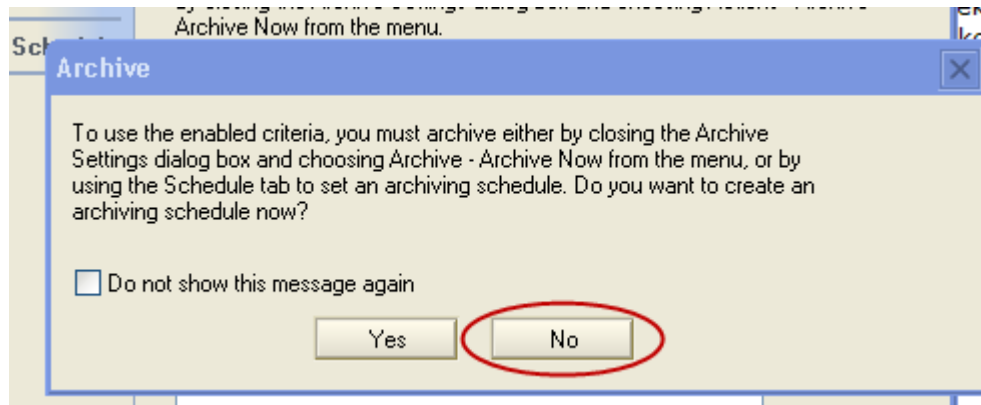 Archive Now from the menu.
Archive
To use the enabled criteria, you must archive either by closing the Archive
Settings dialog box and choosing Archive - Archive Now from the menu, or by
using the Schedule tab to set an archiving schedule. Do you want to create an
archiving schedule now?
Do not show this message again
Yes
No